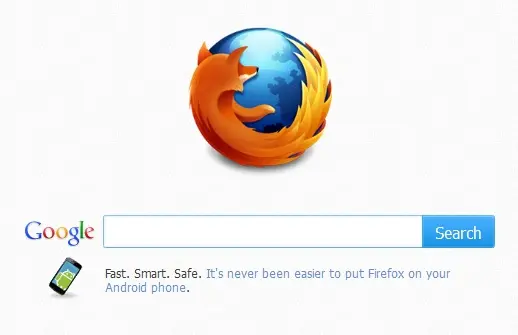 Google
Search
Fast. Smart. Safe. It's never been easier to put Firefox on your
Android phone.